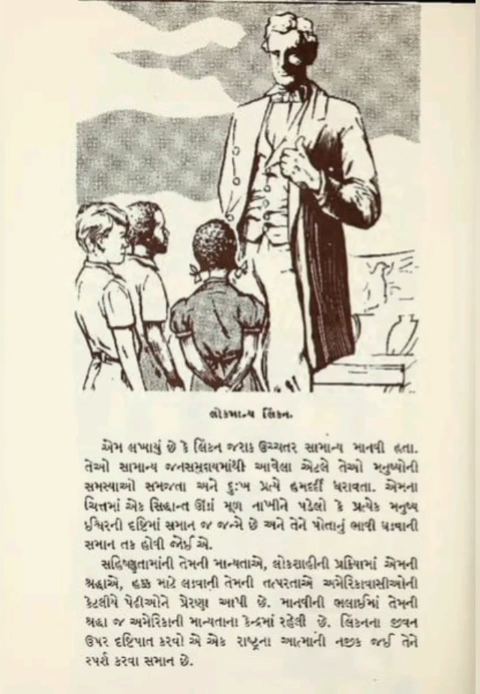 લોકમાન્ય લિંકન.
એમ લખાયું છે કે લિંકન જરાક ઉચ્ચતર સામાન્ય માનવી હતા.
તેઓ સામાન્ય જનસમુદાયમાંથી આવેલા એટલે તેઓ મનુષ્યોની
સમસ્યાઓ સમજતા અને દુઃખ પ્રત્યે હમદર્દી ધરાવતા. એમના
ચિત્તમાં એક સિદ્ધાન્ત ઊંડાં મૂળ નાખીને પડેલો કે પ્રત્યેક મનુષ્ય
ઈશ્વરની દષ્ટિમાં સમાન જ જન્મે છે અને તેને પોતાનું ભાવી ઘડવાની
સમાન તક હોવી જોઈ એ.
સહિષ્ણુતામાંની તેમની માન્યતાએ, લોકશાહીની પ્રક્રિયામાં એમની
શ્રદ્ધાએ, હક્ક માટે લડવાની તેમની તત્પરતાએ અમેરિકાવાસીઓની
કેટલીયે પેઢીઓને પ્રેરણા આપી છે. માનવીની ભલાઈમાં તેમની
શ્રદ્ધા જ અમેરિકાની માન્યતાના કેન્દ્રમાં રહેલી છે. લિંકનના જીવન
ઉપર દષ્ટિપાત કરવો એ એક રાષ્ટ્રના આત્માની નજીક જઈ તેને
સ્પર્શ કરવા સમાન છે.